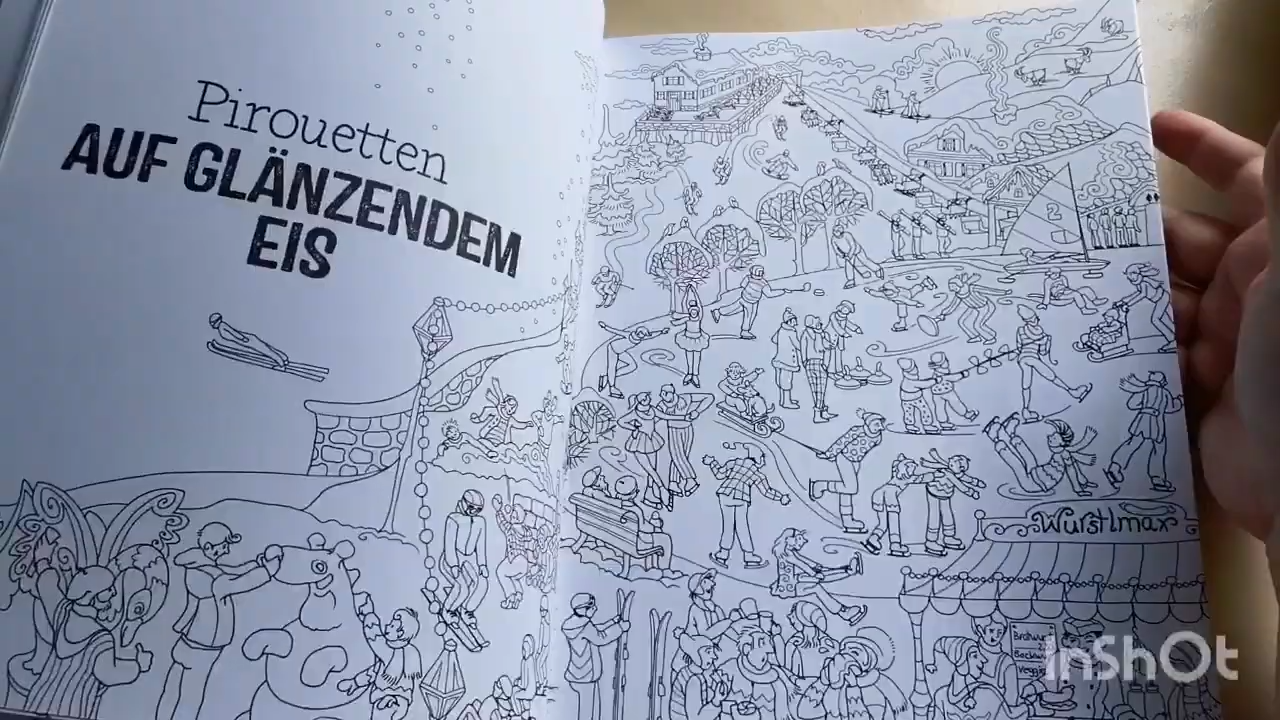 Pirouetten
AUF GLÄNZENDEM
EIS
2
Wurstlmax
InShOt